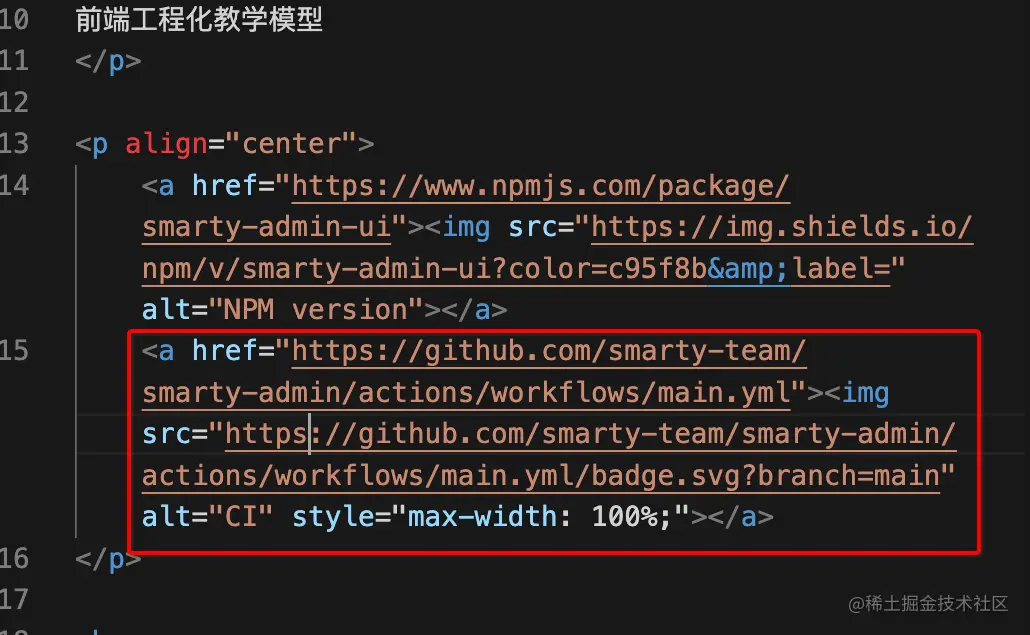 10 前端工程化教学模型
11 </p>
12
13 <p align="center">
14 <a href="https://www.npmjs.com/package/
smarty-admin-ui"><img src="https://img.shields.io/
npm/v/smarty-admin-ui?color=c95f8b&amp;label="
alt="NPM version"></a>
15 <a href="https://github.com/smarty-team/
smarty-admin/actions/workflows/main.yml"><img
src="https://github.com/smarty-team/smarty-admin/
actions/workflows/main.yml/badge.svg?branch=main"
alt="CI" style="max-width: 100%;"></a>
16 </p>
17
@稀土掘金技术社区